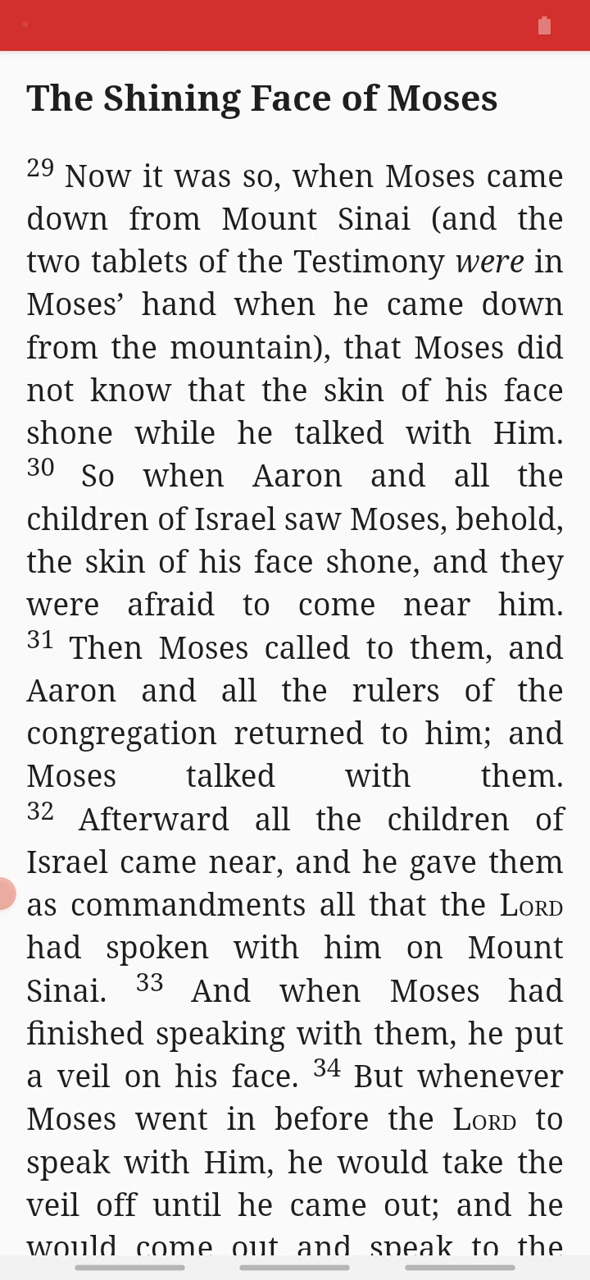 The Shining Face of Moses
29 Now it was so, when Moses came
down from Mount Sinai (and the
two tablets of the Testimony were in
Moses’ hand when he came down
from the mountain), that Moses did
not know that the skin of his face
shone while he talked with Him.
30 So when Aaron and all the
children of Israel saw Moses, behold,
the skin of his face shone, and they
were afraid to come near him.
31 Then Moses called to them, and
Aaron and all the rulers of the
congregation returned to him; and
Moses talked with them.
32 Afterward all the children of
Israel came near, and he gave them
as commandments all that the LORD
had spoken with him on Mount
Sinai. 33 And when Moses had
finished speaking with them, he put
a veil on his face. 34 But whenever
Moses went in before the LORD to
speak with Him, he would take the
veil off until he came out; and he
would come out and speak to the